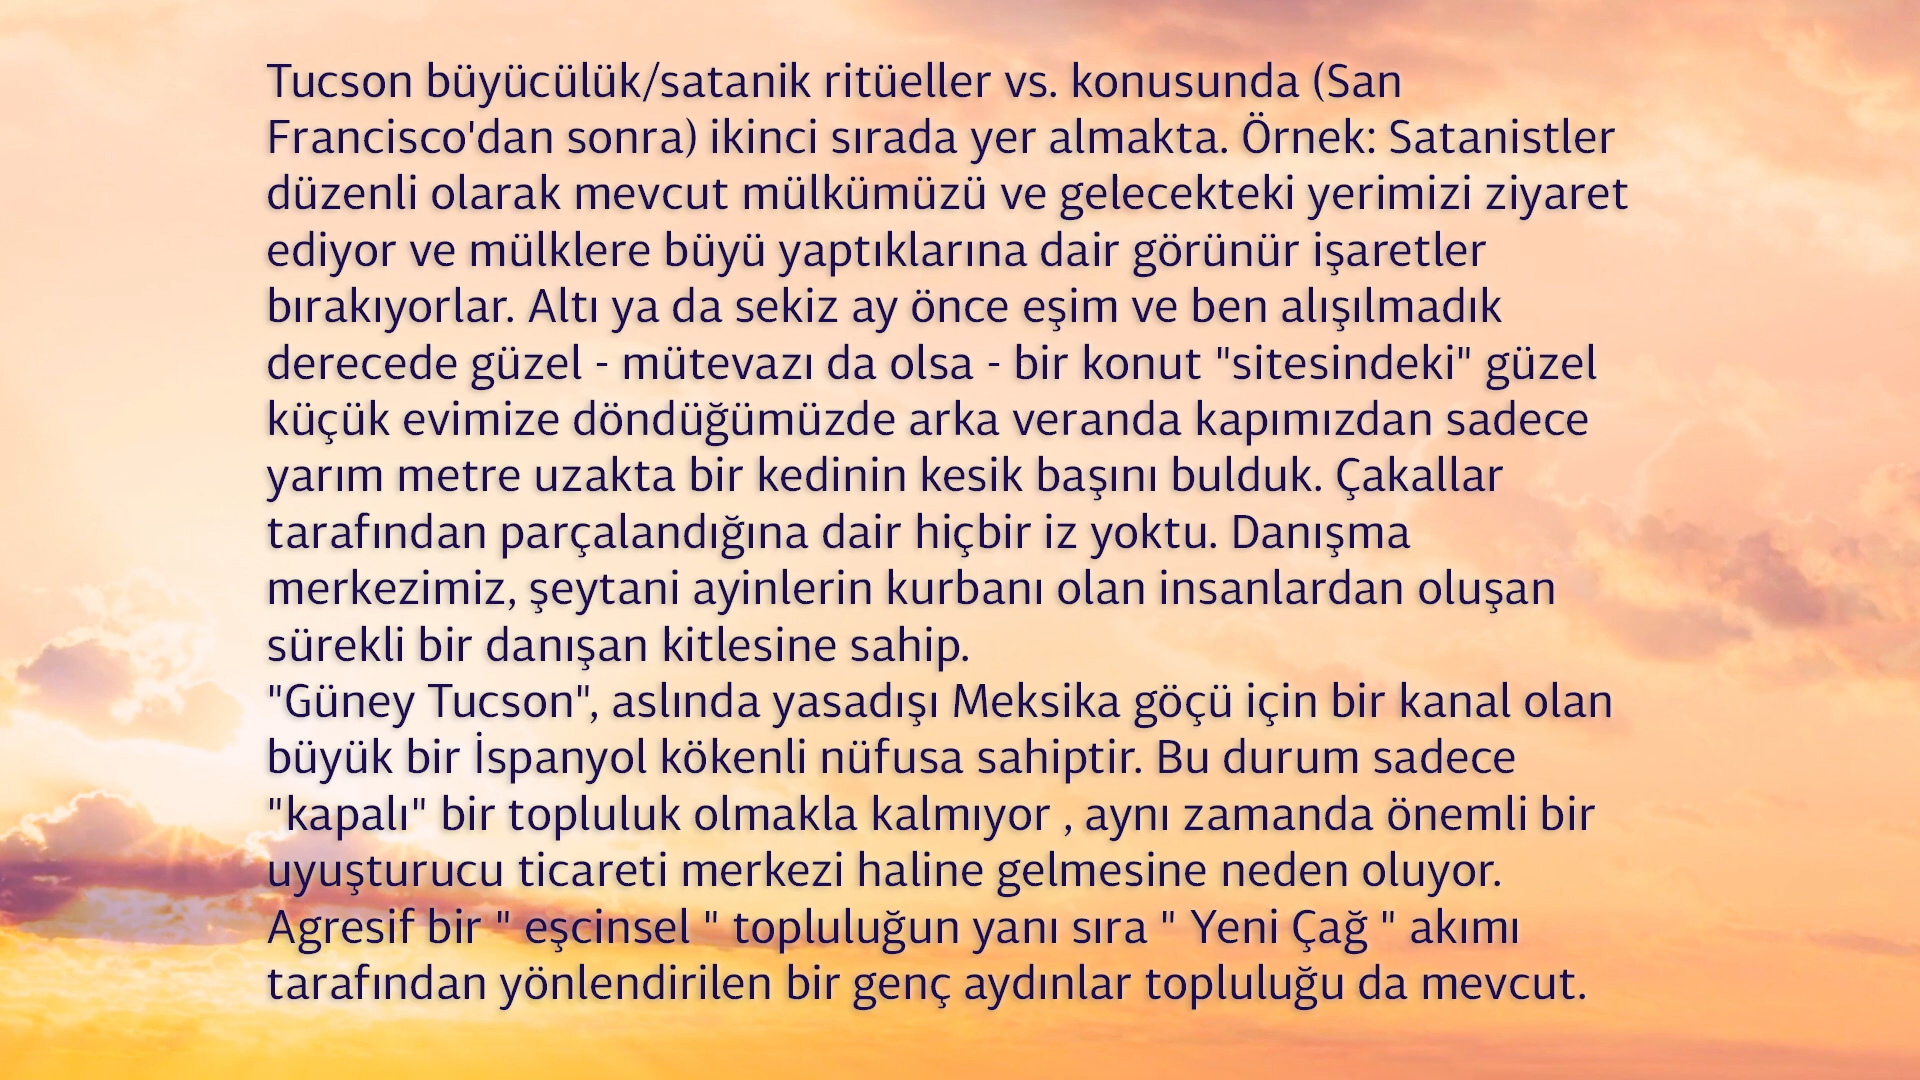 Tucson büyücülük/satanik ritüeller vs. konusunda (San
Francisco'dan sonra) ikinci sırada yer almakta. Örnek: Satanistler
düzenli olarak mevcut mülkümüzü ve gelecekteki yerimizi ziyaret
ediyor ve mülklere büyü yaptıklarına dair görünür işaretler
bırakıyorlar. Altı ya da sekiz ay önce eşim ve ben alışılmadık
derecede güzel - mütevazı da olsa - bir konut "sitesindeki" güzel
küçük evimize döndüğümüzde arka veranda kapımızdan sadece
yarım metre uzakta bir kedinin kesik başını bulduk. Çakallar
tarafından parçalandığına dair hiçbir iz yoktu. Danışma
merkezimiz, şeytani ayinlerin kurbanı olan insanlardan oluşan
sürekli bir danışan kitlesine sahip.
"Güney Tucson", aslında yasadışı Meksika göçü için bir kanal olan
büyük bir İspanyol kökenli nüfusa sahiptir. Bu durum sadece
"kapalı" bir topluluk olmakla kalmıyor , aynı zamanda önemli bir
uyuşturucu ticareti merkezi haline gelmesine neden oluyor.
Agresif bir " eşcinsel " topluluğun yanı sıra " Yeni Çağ " akımı
tarafından yönlendirilen bir genç aydınlar topluluğu da mevcut.